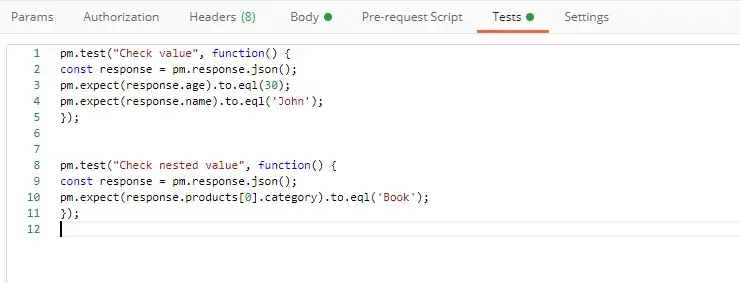 Params Authorization Headers (8) Body Pre-request Script Tests Settings
1 pm.test("Check value", function() {
2 const response = pm.response.json();
3 pm.expect(response.age).to.eql(30);
4 pm.expect(response.name).to.eql('John');
5 });
6
7
8 pm.test("Check nested value", function() {
9 const response = pm.response.json();
10 pm.expect(response.products[0].category).to.eql('Book');
11 });
12